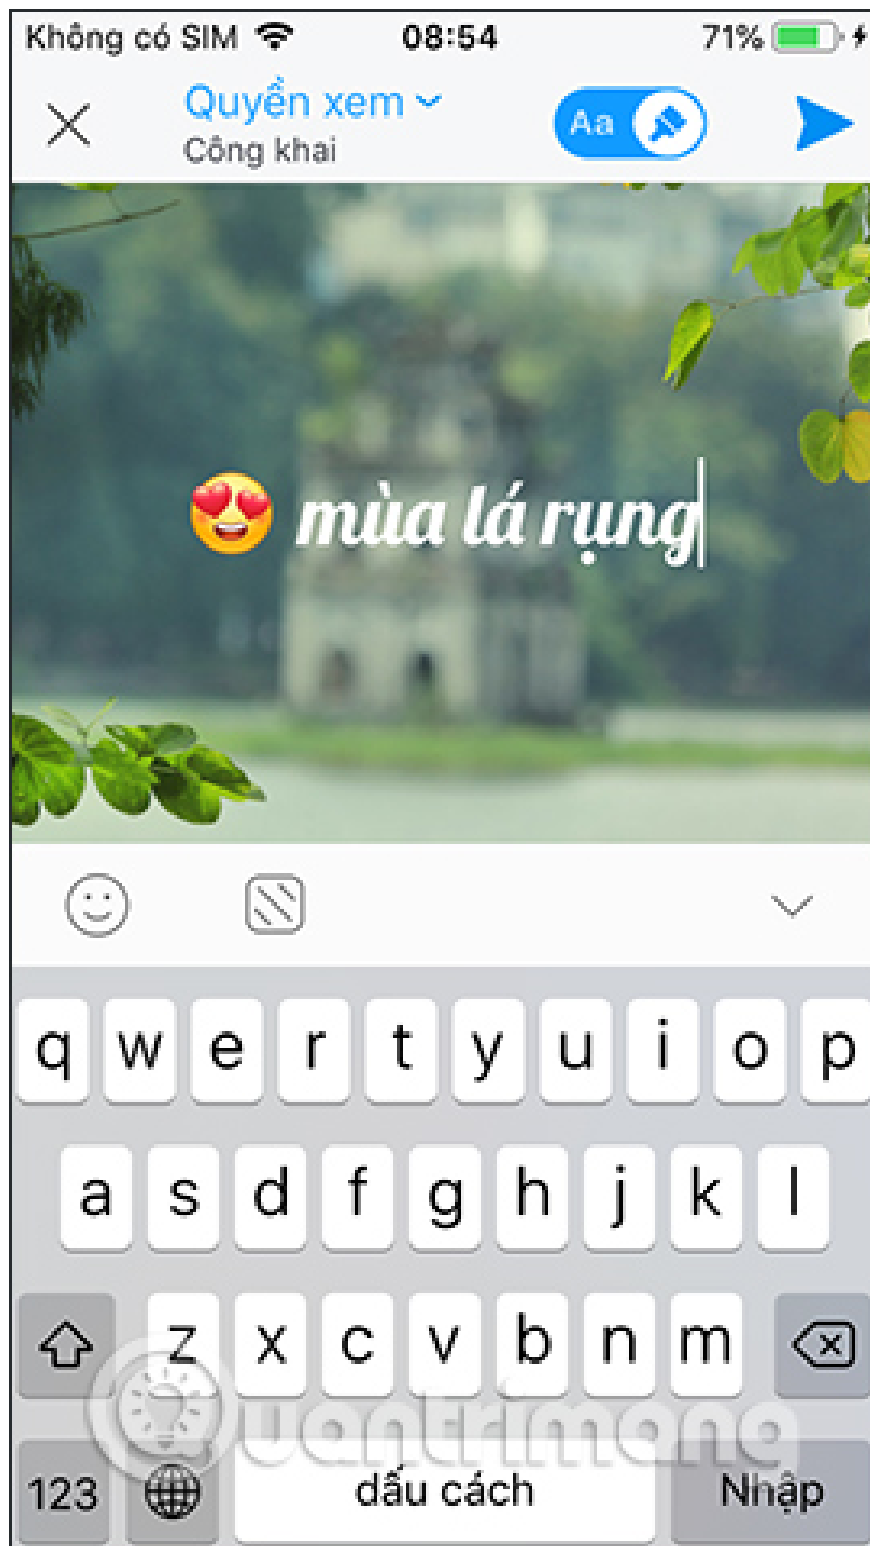 Không có SIM 08:54 71%
Quyền xem
Công khai
Aa
😍 mùa lá rụng
q w e r t y u i o p
a s d f g h j k l
z x c v b n m
Quantrimang
123 dấu cách Nhập